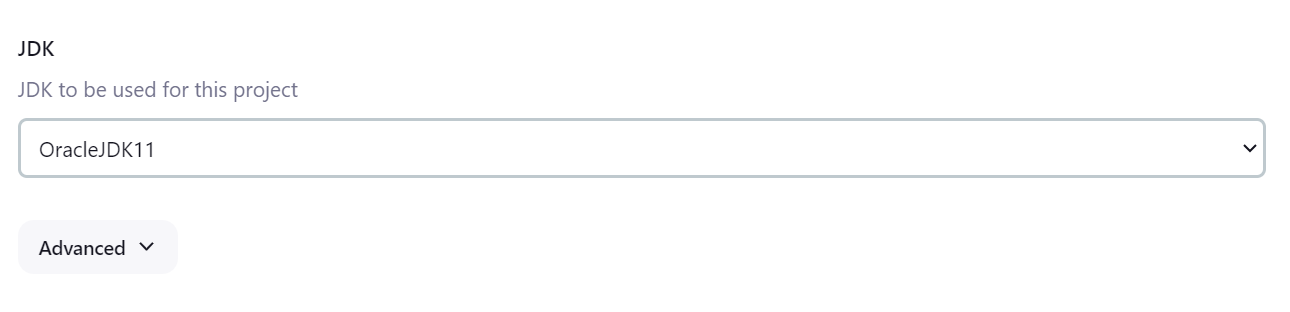 JDK
JDK to be used for this project
OracleJDK11
Advanced